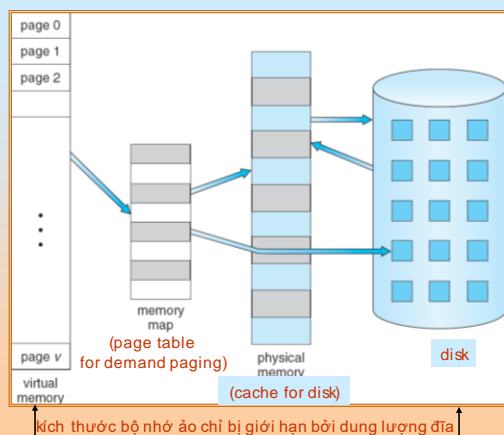 page 0
page 1
page 2
page v
virtual
memory
memory
map
(page table
for demand paging)
physical
memory
(cache for disk)
disk
kích thước bộ nhớ ảo chỉ bị giới hạn bởi dung lượng đĩa